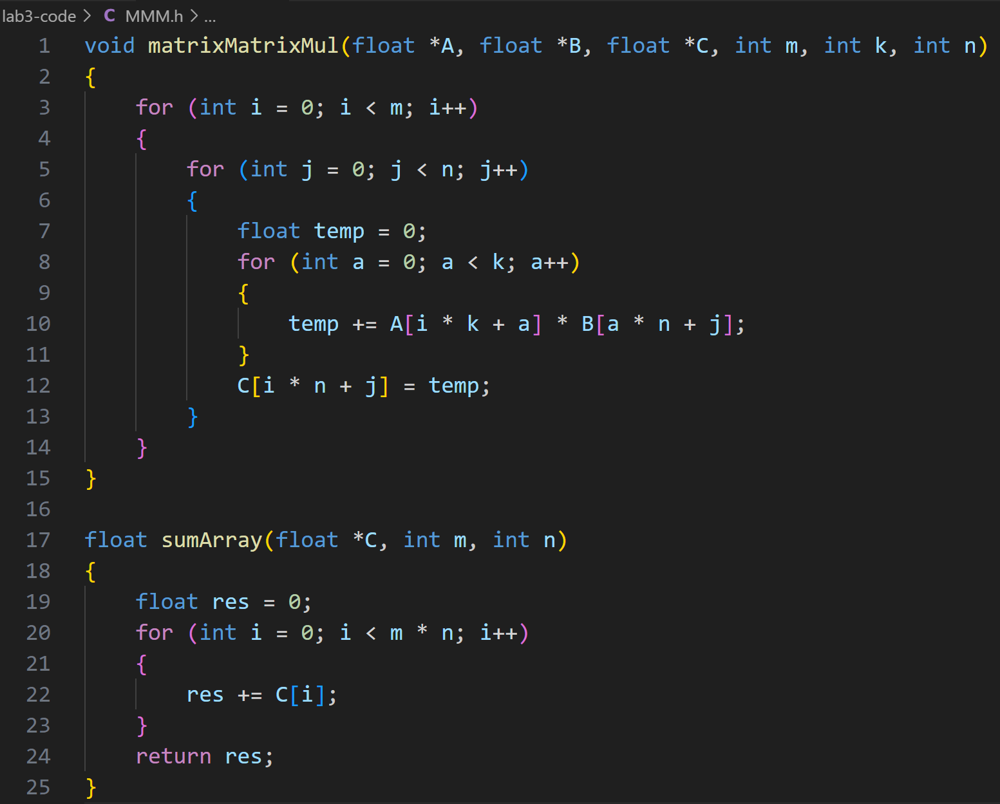 lab3-code > C MMM.h > ...
1 void matrixMatrixMul(float *A, float *B, float *C, int m, int k, int n)
2 {
3     for (int i = 0; i < m; i++)
4     {
5         for (int j = 0; j < n; j++)
6         {
7             float temp = 0;
8             for (int a = 0; a < k; a++)
9             {
10                 temp += A[i * k + a] * B[a * n + j];
11             }
12             C[i * n + j] = temp;
13         }
14     }
15 }
16
17 float sumArray(float *C, int m, int n)
18 {
19     float res = 0;
20     for (int i = 0; i < m * n; i++)
21     {
22         res += C[i];
23     }
24     return res;
25 }